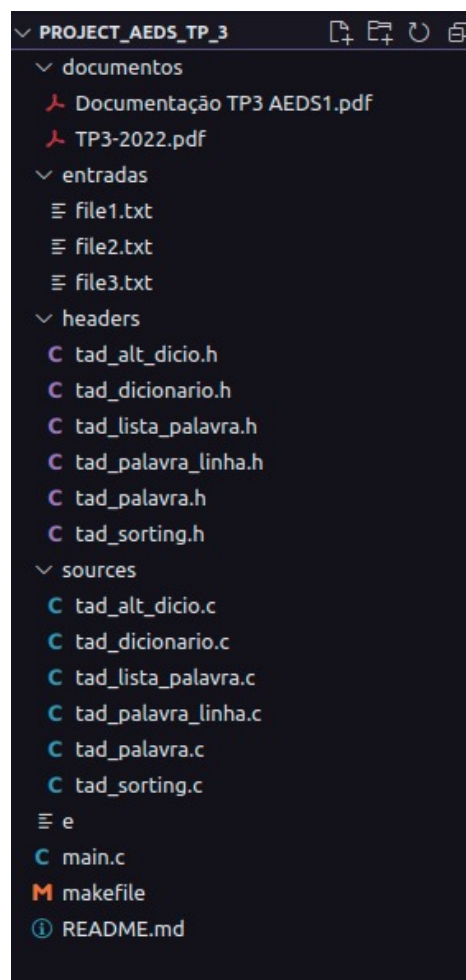 PROJECT_AEDS_TP_3
documentos
Documentação TP3 AEDS1.pdf
TP3-2022.pdf
entradas
file1.txt
file2.txt
file3.txt
headers
C tad_alt_dicio.h
C tad_dicionario.h
C tad_lista_palavra.h
C tad_palavra_linha.h
C tad_palavra.h
C tad_sorting.h
sources
C tad_alt_dicio.c
C tad_dicionario.c
C tad_lista_palavra.c
C tad_palavra_linha.c
C tad_palavra.c
C tad_sorting.c
e
C main.c
M makefile
README.md